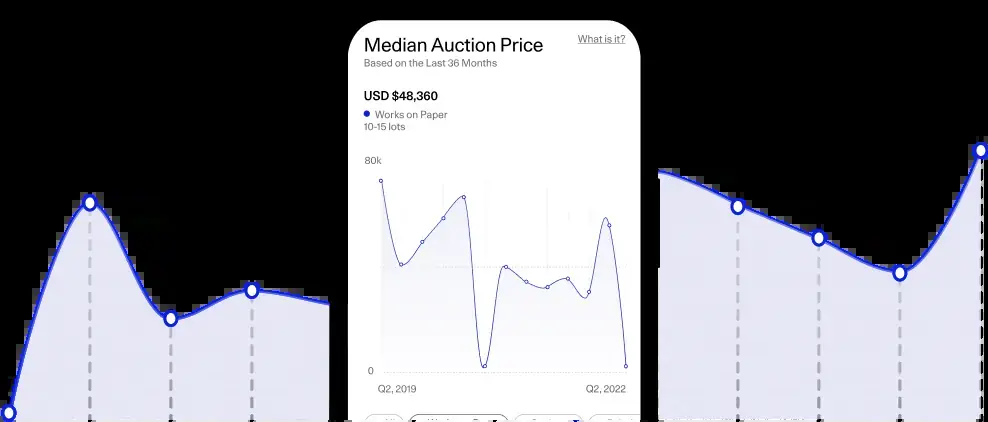 Median Auction Price
What is it?
Based on the Last 36 Months
USD $48,360
Works on Paper
10-15 lots
80k
0
Q2, 2019
Q2, 2022